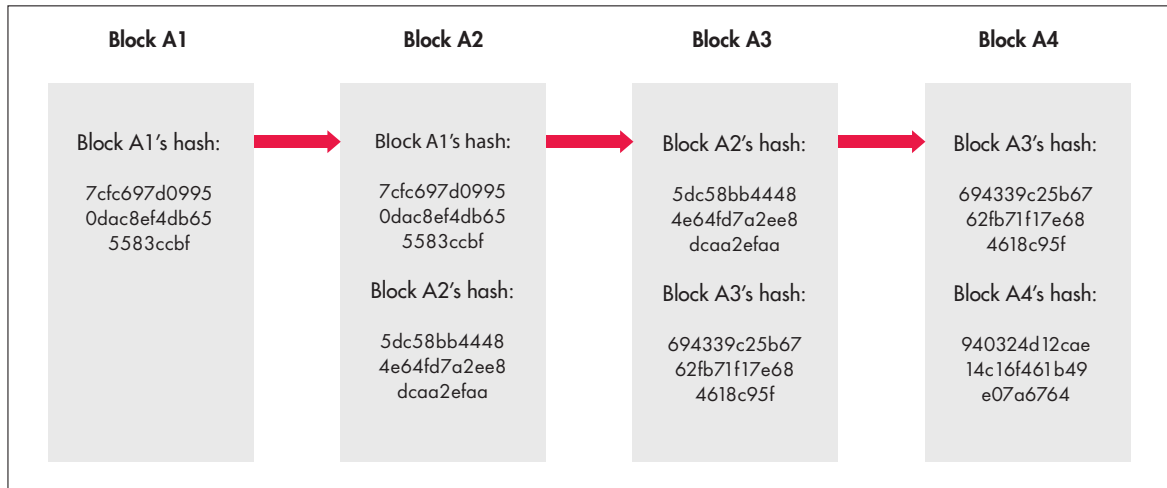 Block A1
Block A2
Block A3
Block A4
Block A1's hash:
7cfc697d0995
0dac8ef4db65
5583ccbf
Block A1's hash:
7cfc697d0995
0dac8ef4db65
5583ccbf
Block A2's hash:
5dc58bb4448
4e64fd7a2ee8
dcaa2efaa
Block A2's hash:
5dc58bb4448
4e64fd7a2ee8
dcaa2efaa
Block A3's hash:
694339c25b67
62fb71f17e68
4618c95f
Block A3's hash:
694339c25b67
62fb71f17e68
4618c95f
Block A4's hash:
940324d12cae
14c16f461b49
e07a6764